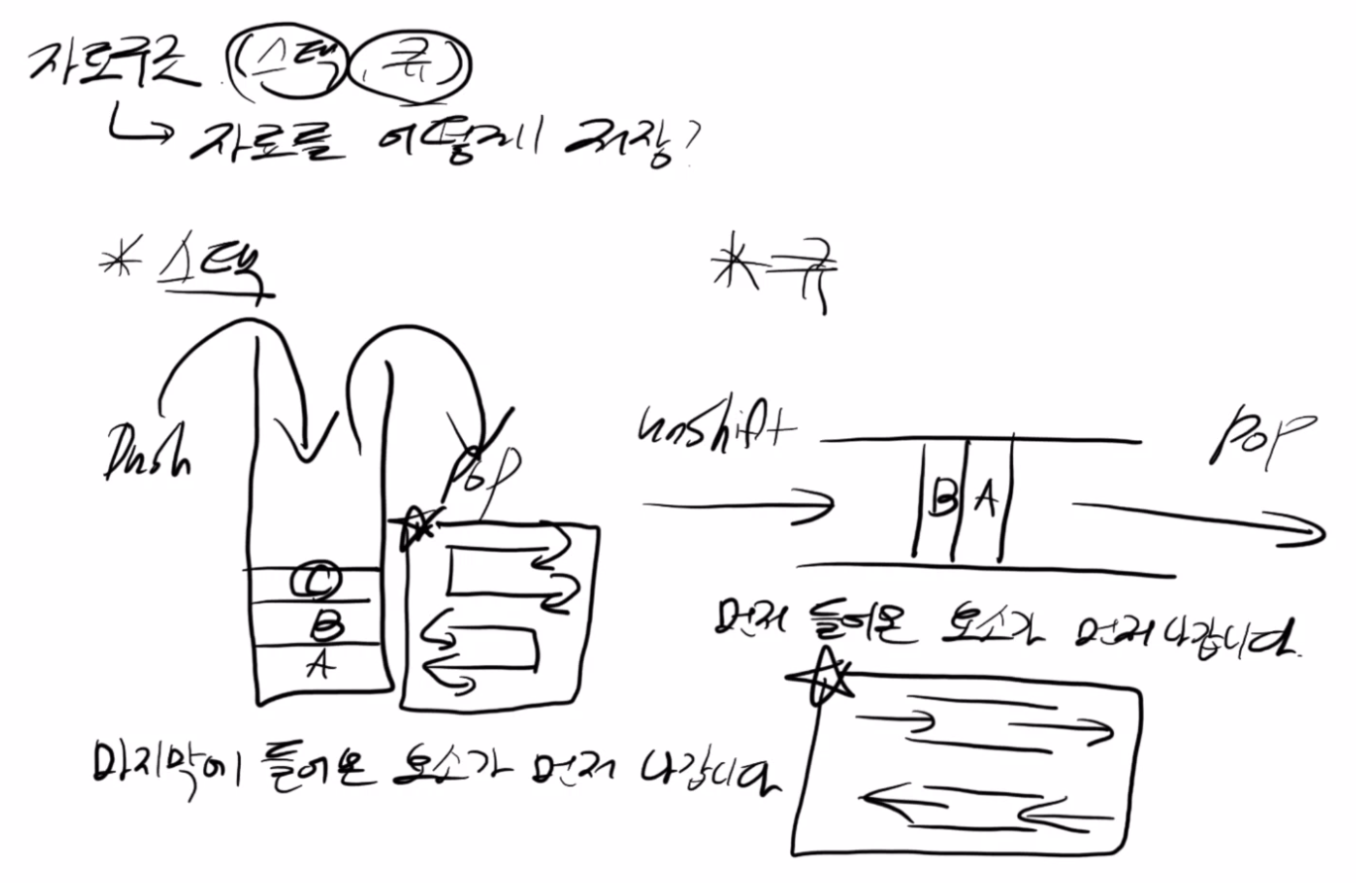 자료구조 (스택, 큐)
자료를 어떻게 저장?
* 스택
Push
POP
C
B
A
마지막에 들어온 요소가 먼저 나갑니다
* 큐
unshift
B A
POP
먼저 들어온 요소가 먼저 나갑니다.